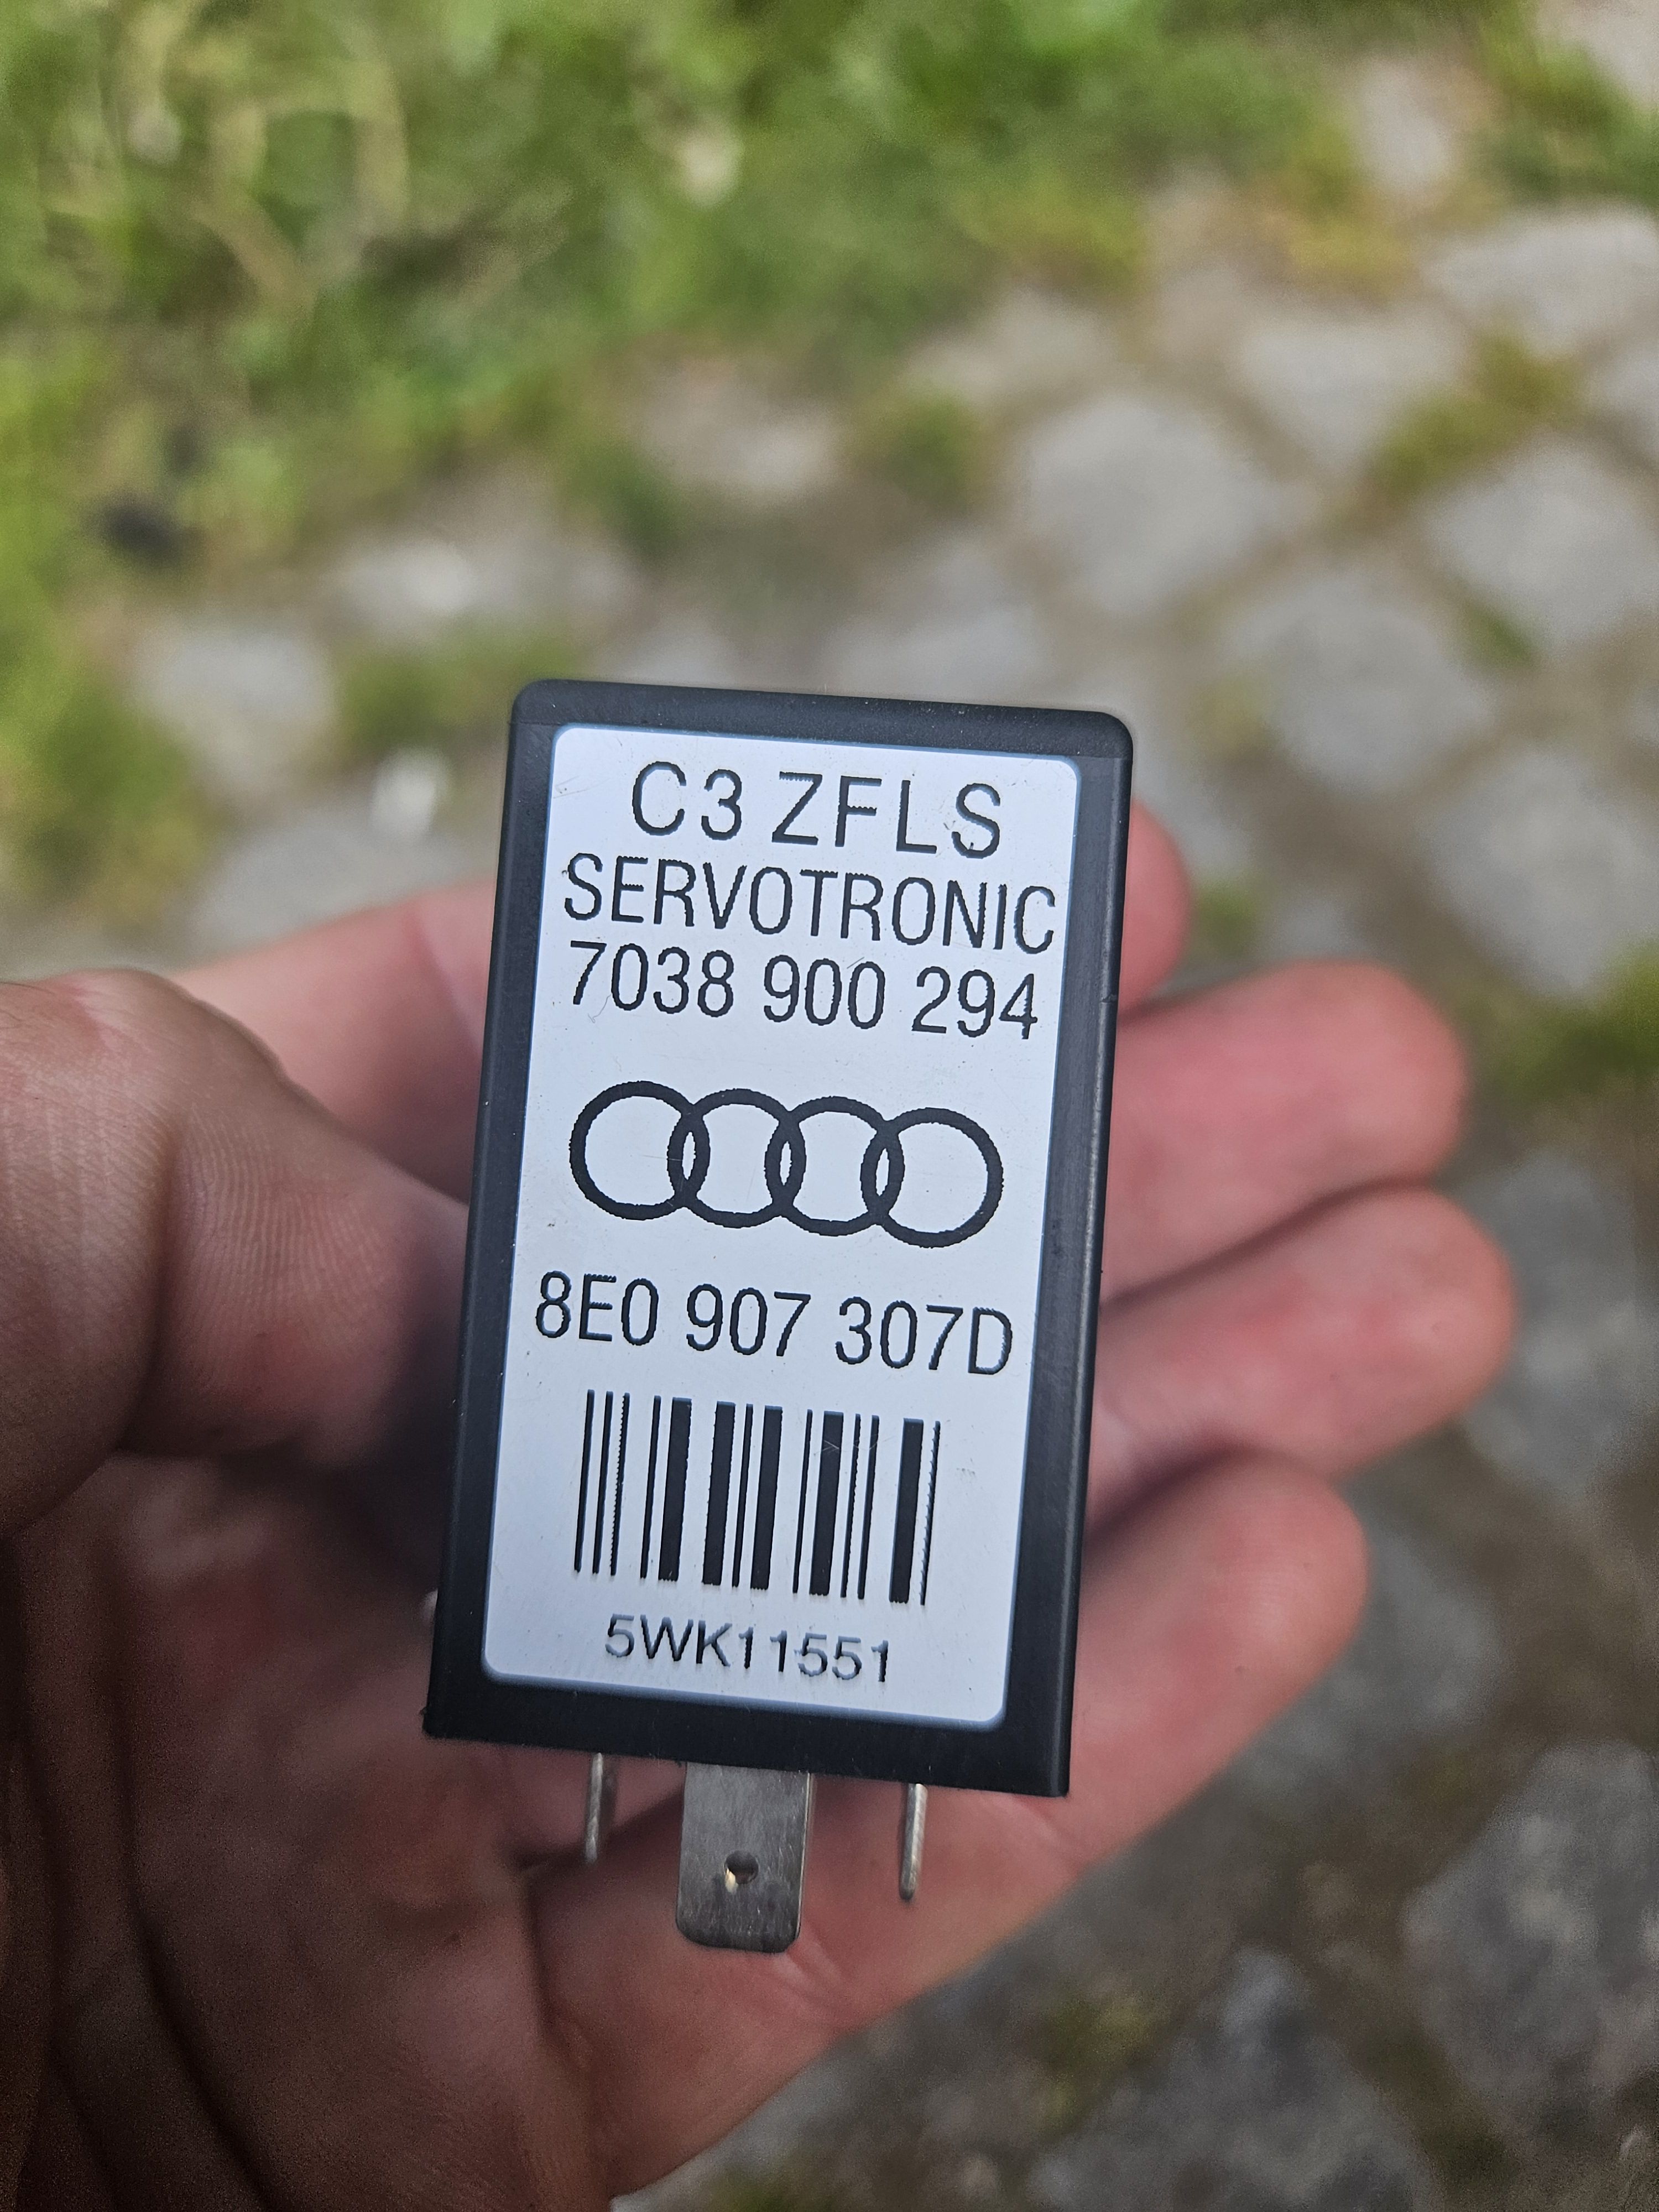 C3 ZFLS
SERVOTRONIC
7038 900 294
8E0 907 307D
5WK11551